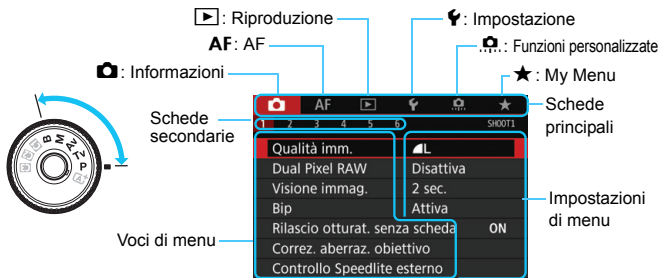 ▶: Riproduzione
AF: AF
: Informazioni
: Impostazione
: Funzioni personalizzate
★: My Menu
Schede principali
Schede secondarie
AF ▶ ★
1 2 3 4 5 6 SHOOT1
Qualità imm. L
Dual Pixel RAW Disattiva
Visione immag. 2 sec.
Bip Attiva
Rilascio otturat. senza scheda ON
Correz. aberraz. obiettivo
Controllo Speedlite esterno
Voci di menu
Impostazioni di menu
B M Av Tv P A+